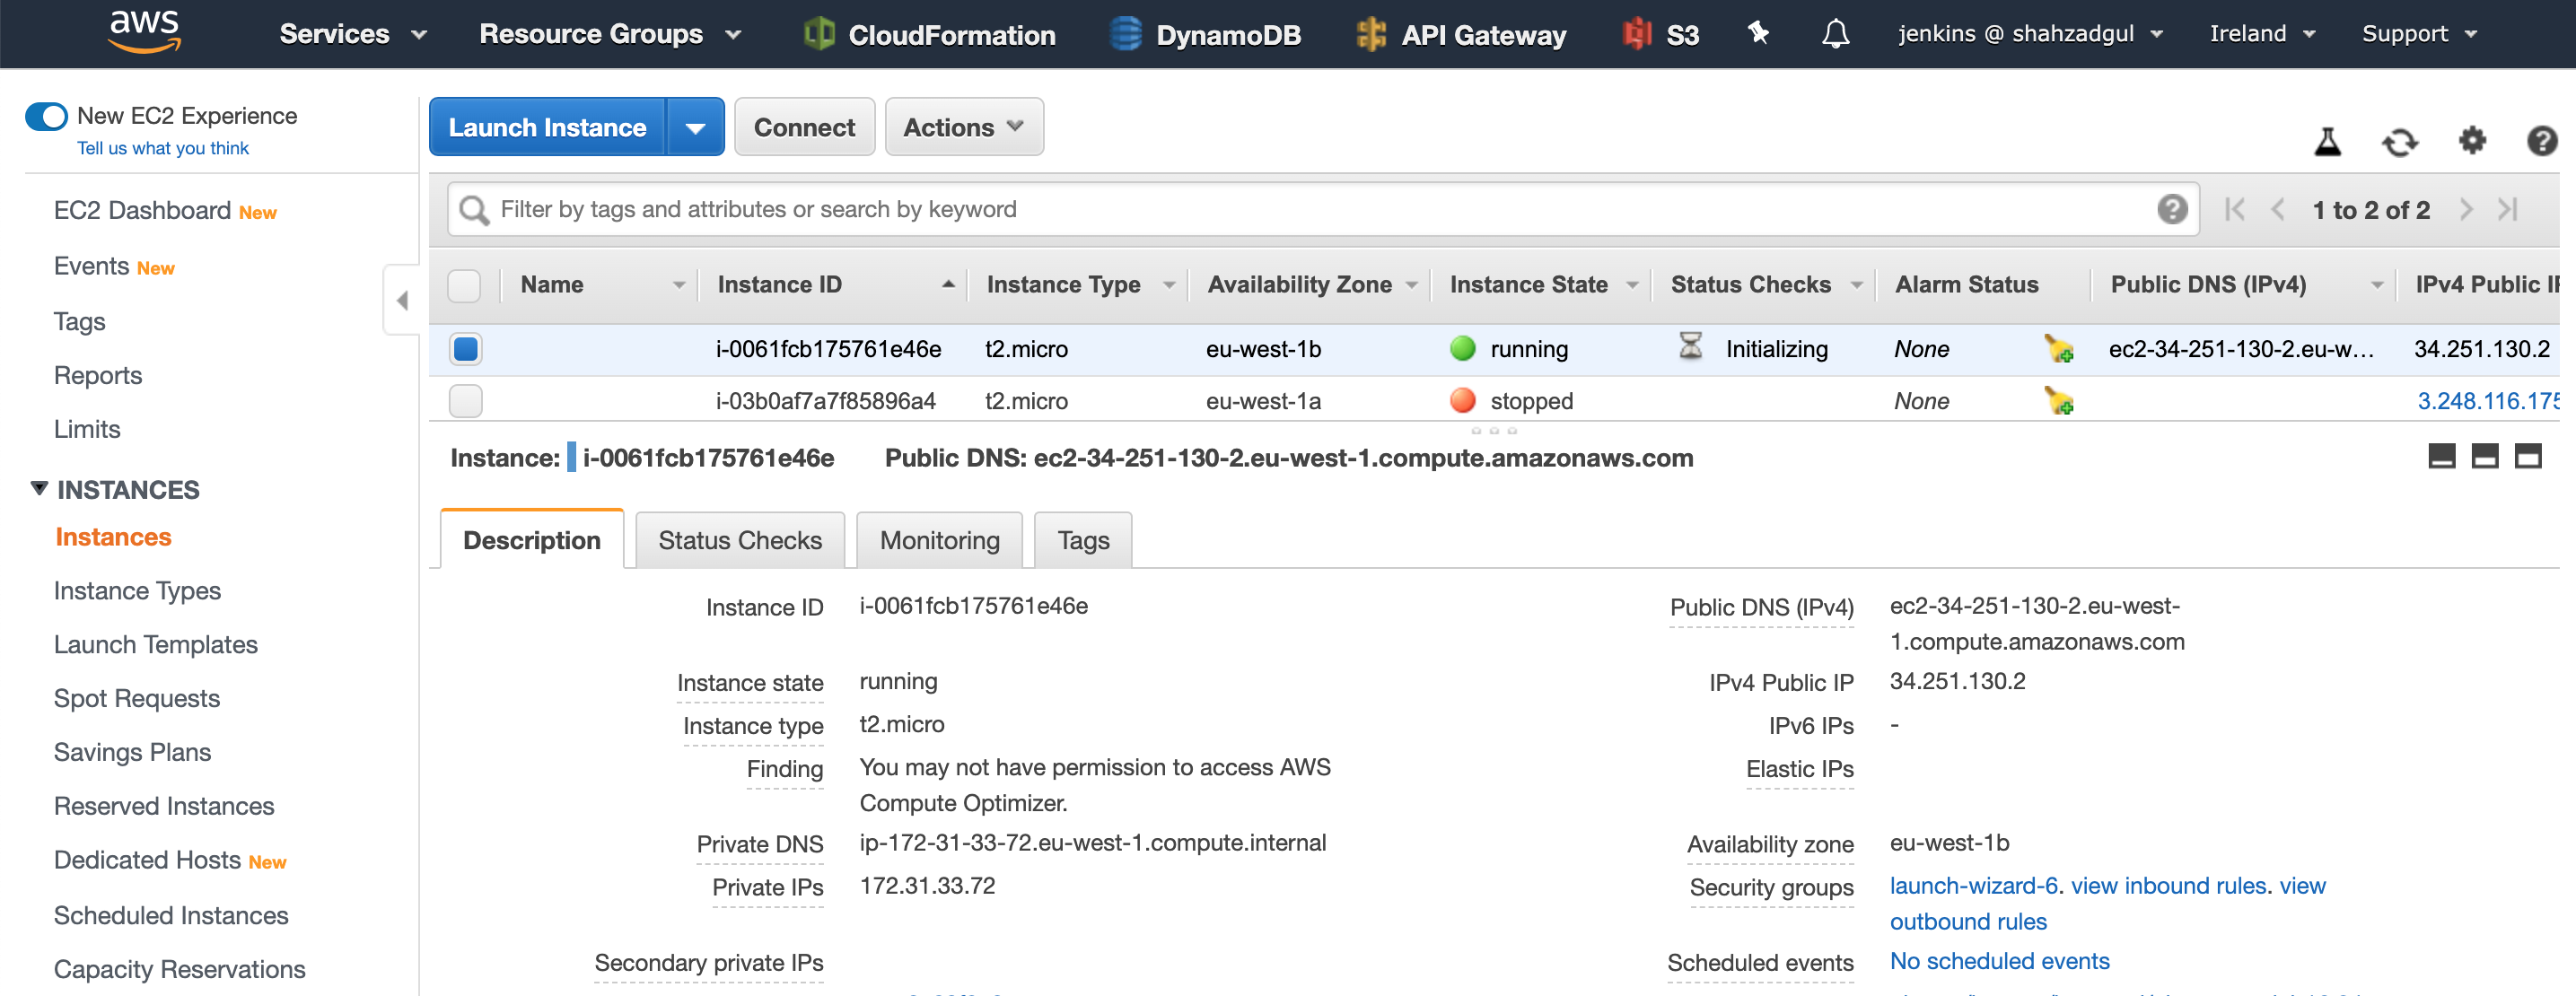 aws Services Resource Groups CloudFormation DynamoDB API Gateway S3 jenkins @ shahzadgul Ireland Support
New EC2 Experience
Tell us what you think
EC2 Dashboard New
Events New
Tags
Reports
Limits
INSTANCES
Instances
Instance Types
Launch Templates
Spot Requests
Savings Plans
Reserved Instances
Dedicated Hosts New
Scheduled Instances
Capacity Reservations
Launch Instance Connect Actions
Filter by tags and attributes or search by keyword 1 to 2 of 2
Name Instance ID Instance Type Availability Zone Instance State Status Checks Alarm Status Public DNS (IPv4) IPv4 Public
i-0061fcb175761e46e t2.micro eu-west-1b running Initializing None ec2-34-251-130-2.eu-w... 34.251.130.2
i-03b0af7a7f85896a4 t2.micro eu-west-1a stopped None 3.248.116.175
Instance: i-0061fcb175761e46e Public DNS: ec2-34-251-130-2.eu-west-1.compute.amazonaws.com
Description Status Checks Monitoring Tags
Instance ID i-0061fcb175761e46e
Instance state running
Instance type t2.micro
Finding You may not have permission to access AWS
Compute Optimizer.
Private DNS ip-172-31-33-72.eu-west-1.compute.internal
Private IPs 172.31.33.72
Secondary private IPs
Public DNS (IPv4) ec2-34-251-130-2.eu-west-
1.compute.amazonaws.com
IPv4 Public IP 34.251.130.2
IPv6 IPs -
Elastic IPs
Availability zone eu-west-1b
Security groups launch-wizard-6. view inbound rules. view
outbound rules
Scheduled events No scheduled events